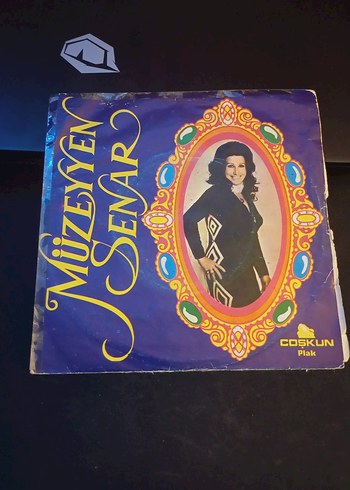 MÜZEYYEN
SENAR
COŞKUN
Plak